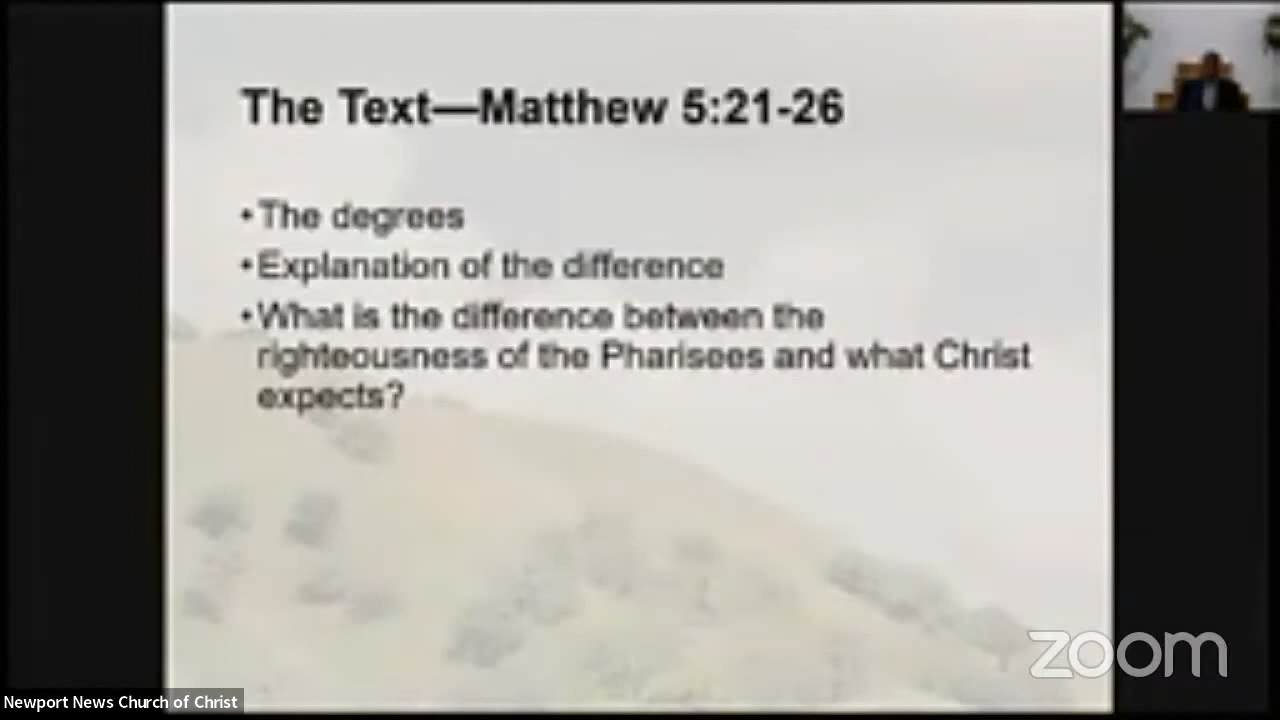 The Text—Matthew 5:21-26
•The degrees
•Explanation of the difference
•What is the difference between the
righteousness of the Pharisees and what Christ
expects?
zoom
Newport News Church of Christ